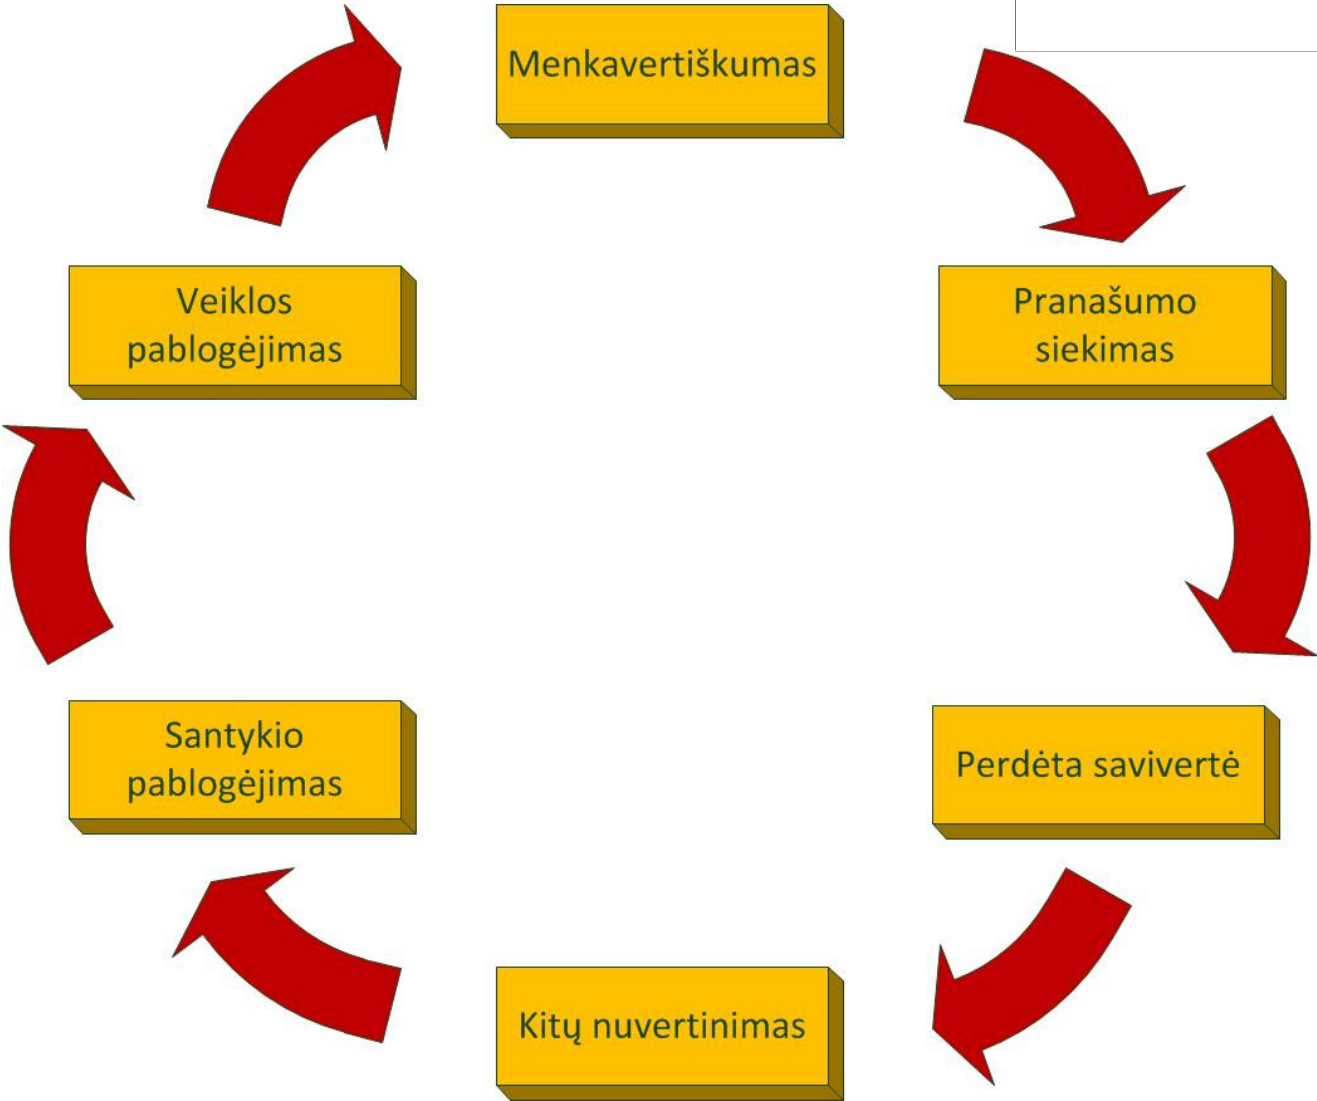 Menkavertiškumas
Pranašumo
siekimas
Perdėta savivertė
Kitų nuvertinimas
Santykio
pablogėjimas
Veiklos
pablogėjimas